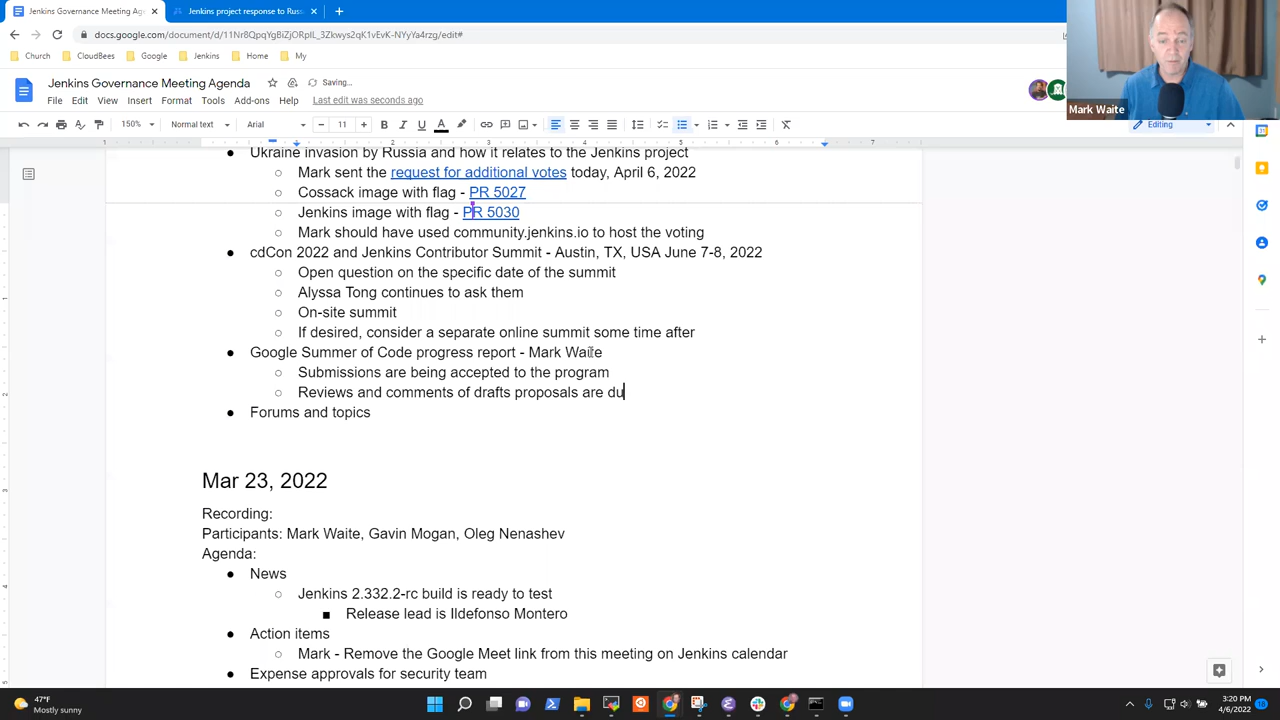 Jenkins Governance Meeting Ag
Jenkins project response to Russ
docs.google.com/document/d/11Nr8QpqYgBiZjORpIL_3Zkwys2qK1vEvK-NYyYa4rzg/edit#
Church CloudBees Google Jenkins Home My
Jenkins Governance Meeting Agenda Saving...
File Edit View Insert Format Tools Add-ons Help Last edit was seconds ago
150% Normal text Arial 11 Editing
Mark Waite
1 2 3 4 5 6 7
Ukraine invasion by Russia and how it relates to the Jenkins project
Mark sent the request for additional votes today, April 6, 2022
Cossack image with flag - PR 5027
Jenkins image with flag - PR 5030
Mark should have used community.jenkins.io to host the voting
cdCon 2022 and Jenkins Contributor Summit - Austin, TX, USA June 7-8, 2022
Open question on the specific date of the summit
Alyssa Tong continues to ask them
On-site summit
If desired, consider a separate online summit some time after
Google Summer of Code progress report - Mark Waite
Submissions are being accepted to the program
Reviews and comments of drafts proposals are du
Forums and topics
Mar 23, 2022
Recording:
Participants: Mark Waite, Gavin Mogan, Oleg Nenashev
Agenda:
News
Jenkins 2.332.2-rc build is ready to test
Release lead is Ildefonso Montero
Action items
Mark - Remove the Google Meet link from this meeting on Jenkins calendar
Expense approvals for security team
47°F
Mostly sunny
3:20 PM
4/6/2022